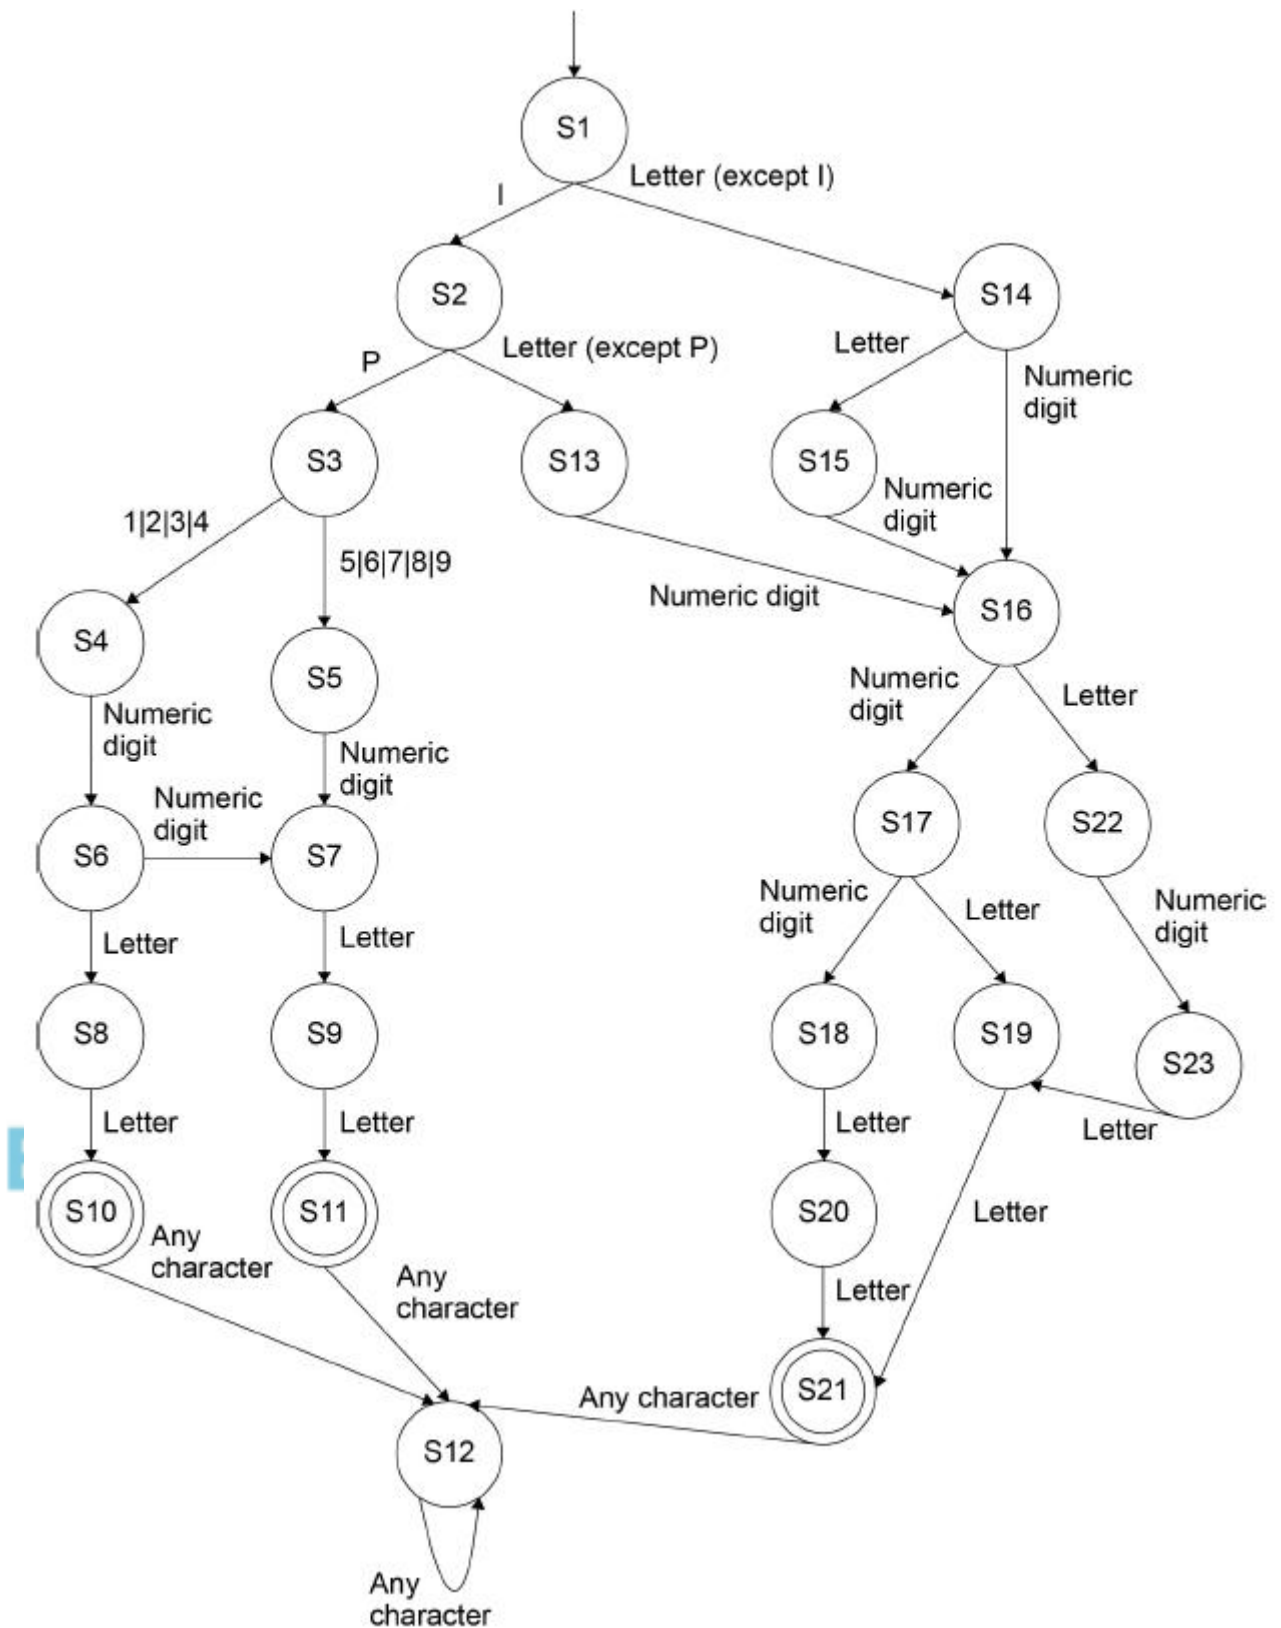 S1
Letter (except I)
I
S2
S14
Letter (except P)
Letter
P
Numeric
digit
S3
S13
S15
Numeric
digit
1|2|3|4
5|6|7|8|9
Numeric digit
S16
S4
S5
Numeric
digit
Letter
Numeric
digit
Numeric
digit
Numeric
digit
S6
S7
S17
S22
Numeric
digit
Letter
Numeric
digit
Letter
Letter
S8
S9
S18
S19
S23
Letter
Letter
Letter
Letter
S10
S11
S20
Letter
Any
character
Any
character
Letter
S21
Any character
S12
Any
character